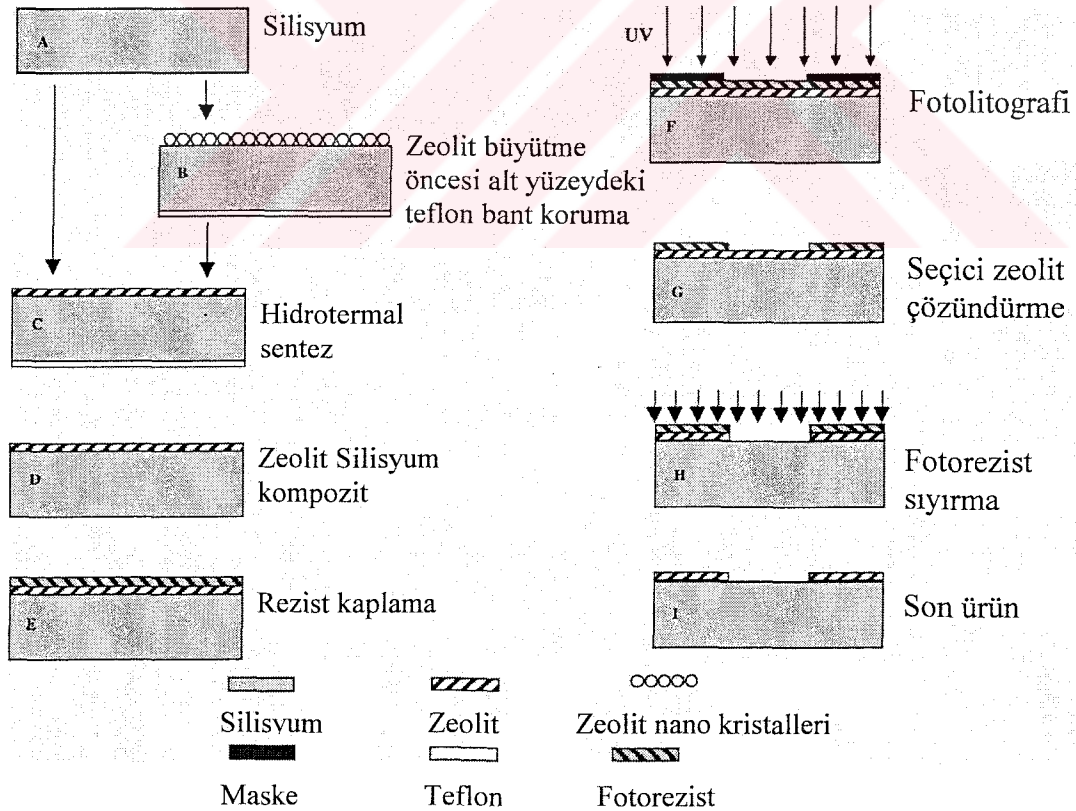 A
Silisyum
B
Zeolit büyütme
öncesi alt yüzeydeki
teflon bant koruma
C
Hidrotermal
sentez
D
Zeolit Silisyum
kompozit
E
Rezist kaplama
UV
F
Fotolitografi
G
Seçici zeolit
çözündürme
H
Fotorezist
sıyırma
I
Son ürün
Silisyum
Zeolit
Zeolit nano kristalleri
Maske
Teflon
Fotorezist